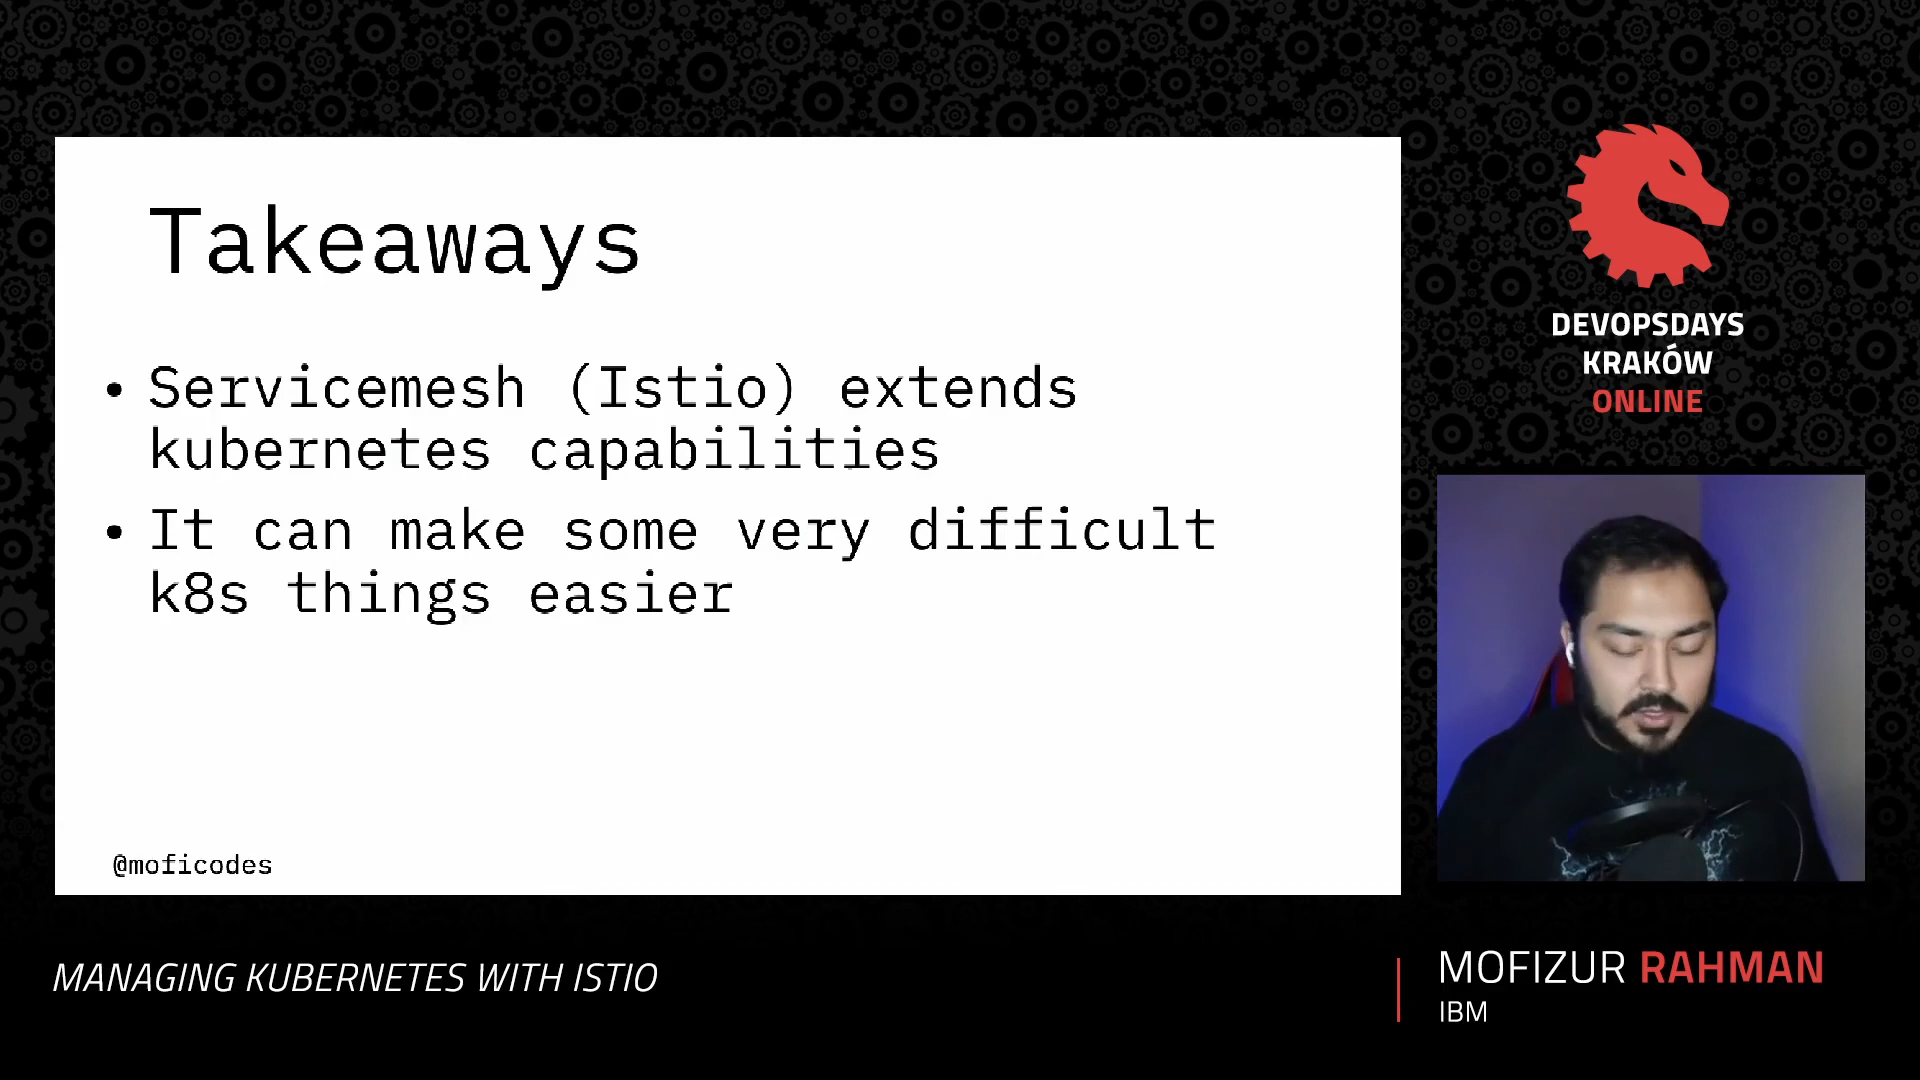 Takeaways
• Servicemesh (Istio) extends
kubernetes capabilities
• It can make some very difficult
k8s things easier
@moficodes
DEVOPSDAYS
KRAKÓW
ONLINE
MANAGING KUBERNETES WITH ISTIO
MOFIZUR RAHMAN
IBM